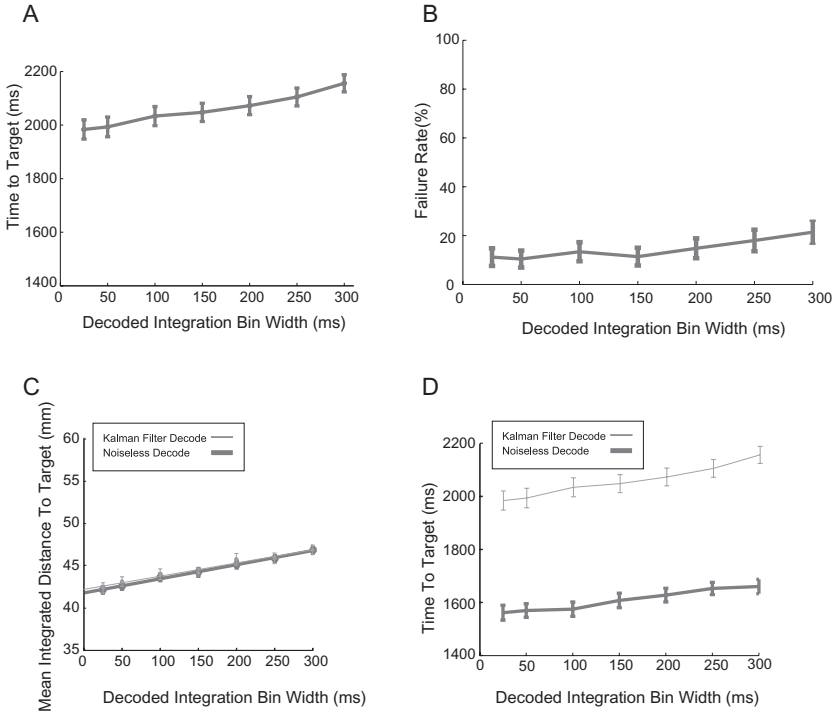 A
Time to Target (ms)
2200
2000
1800
1600
1400
0 50 100 150 200 250 300
Decoded Integration Bin Width (ms)
B
Failure Rate(%)
100
80
60
40
20
0
0 50 100 150 200 250 300
Decoded Integration Bin Width (ms)
C
Mean Integrated Distance To Target (mm)
Kalman Filter Decode
Noiseless Decode
60
55
50
45
40
35
0 50 100 150 200 250 300
Decoded Integration Bin Width (ms)
D
Time To Target (ms)
Kalman Filter Decode
Noiseless Decode
2200
2000
1800
1600
1400
0 50 100 150 200 250 300
Decoded Integration Bin Width (ms)